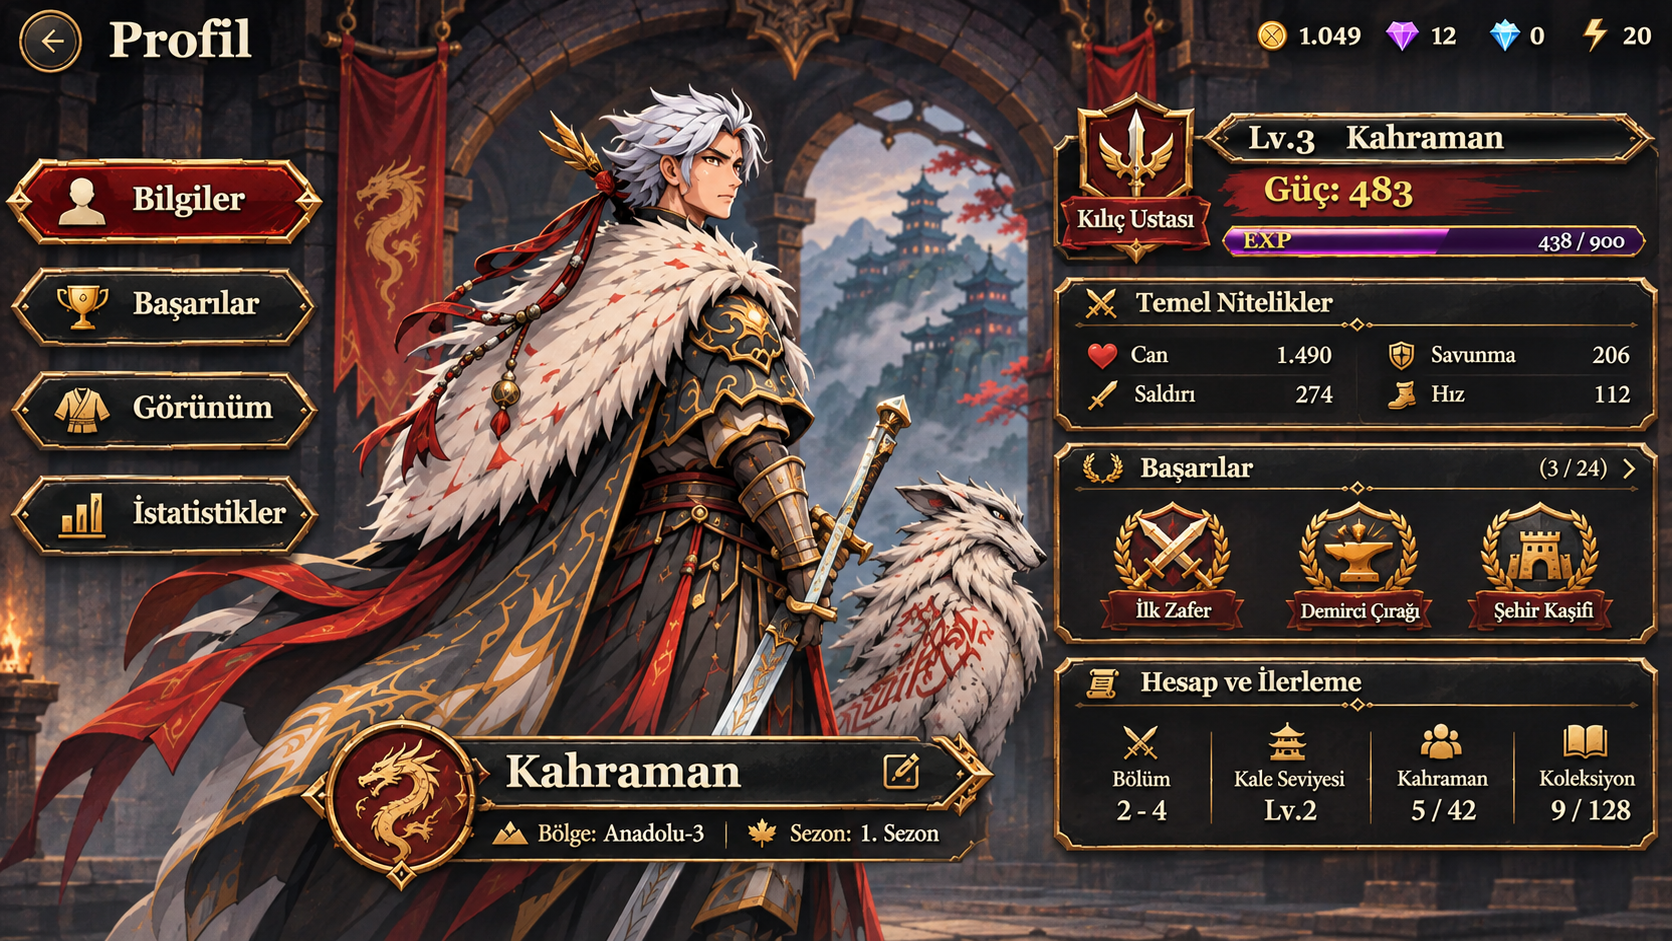 Profil
1.049
12
0
20
Bilgiler
Başarılar
Görünüm
İstatistikler
Kılıç Ustası
Lv.3 Kahraman
Güç: 483
EXP 438 / 900
Temel Nitelikler
Can 1.490
Savunma 206
Saldırı 274
Hız 112
Başarılar (3 / 24)
İlk Zafer
Demirci Çırağı
Şehir Kaşifi
Hesap ve İlerleme
Bölüm
2 - 4
Kale Seviyesi
Lv.2
Kahraman
5 / 42
Koleksiyon
9 / 128
Kahraman
Bölge: Anadolu-3
Sezon: 1. Sezon